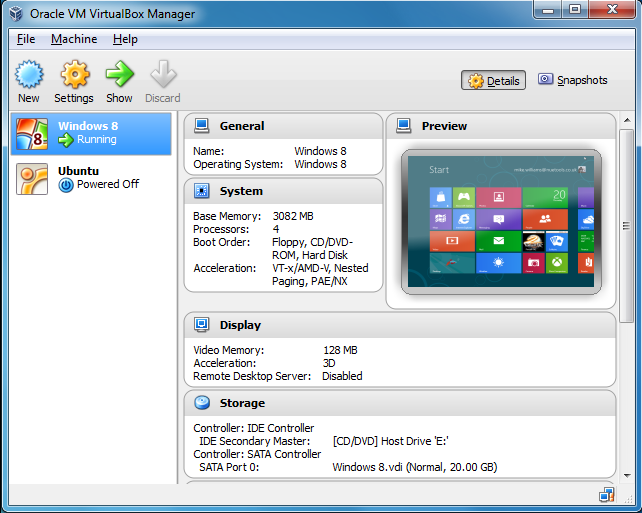 Oracle VM VirtualBox Manager
File Machine Help
New Settings Show Discard
Details Snapshots
Windows 8
Running
Ubuntu
Powered Off
General
Name: Windows 8
Operating System: Windows 8
System
Base Memory: 3082 MB
Processors: 4
Boot Order: Floppy, CD/DVD-
ROM, Hard Disk
Acceleration: VT-x/AMD-V, Nested
Paging, PAE/NX
Preview
Start
20
Display
Video Memory: 128 MB
Acceleration: 3D
Remote Desktop Server: Disabled
Storage
Controller: IDE Controller
IDE Secondary Master: [CD/DVD] Host Drive 'E:'
Controller: SATA Controller
SATA Port 0: Windows 8.vdi (Normal, 20.00 GB)